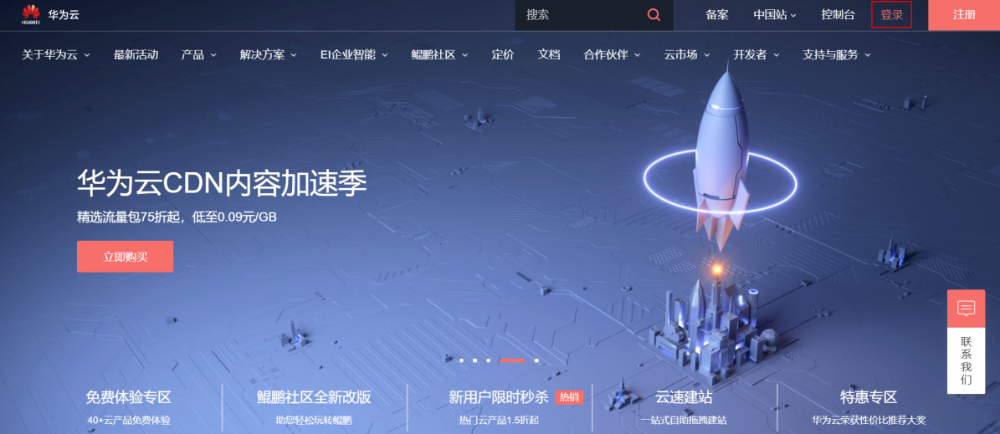 HUAWEI 华为云 搜索 备案 中国站 控制台 登录 注册
关于华为云 最新活动 产品 解决方案 EI企业智能 鲲鹏社区 定价 文档 合作伙伴 云市场 开发者 支持与服务
华为云CDN内容加速季
精选流量包75折起，低至0.09元/GB
立即购买
联系我们
免费体验专区 鲲鹏社区全新改版 新用户限时秒杀 热销 云速建站 特惠专区
40+云产品免费体验 助您轻松玩转鲲鹏 热门云产品1.5折起 一站式自助拖拽建站 华为云荣获性价比推荐大奖